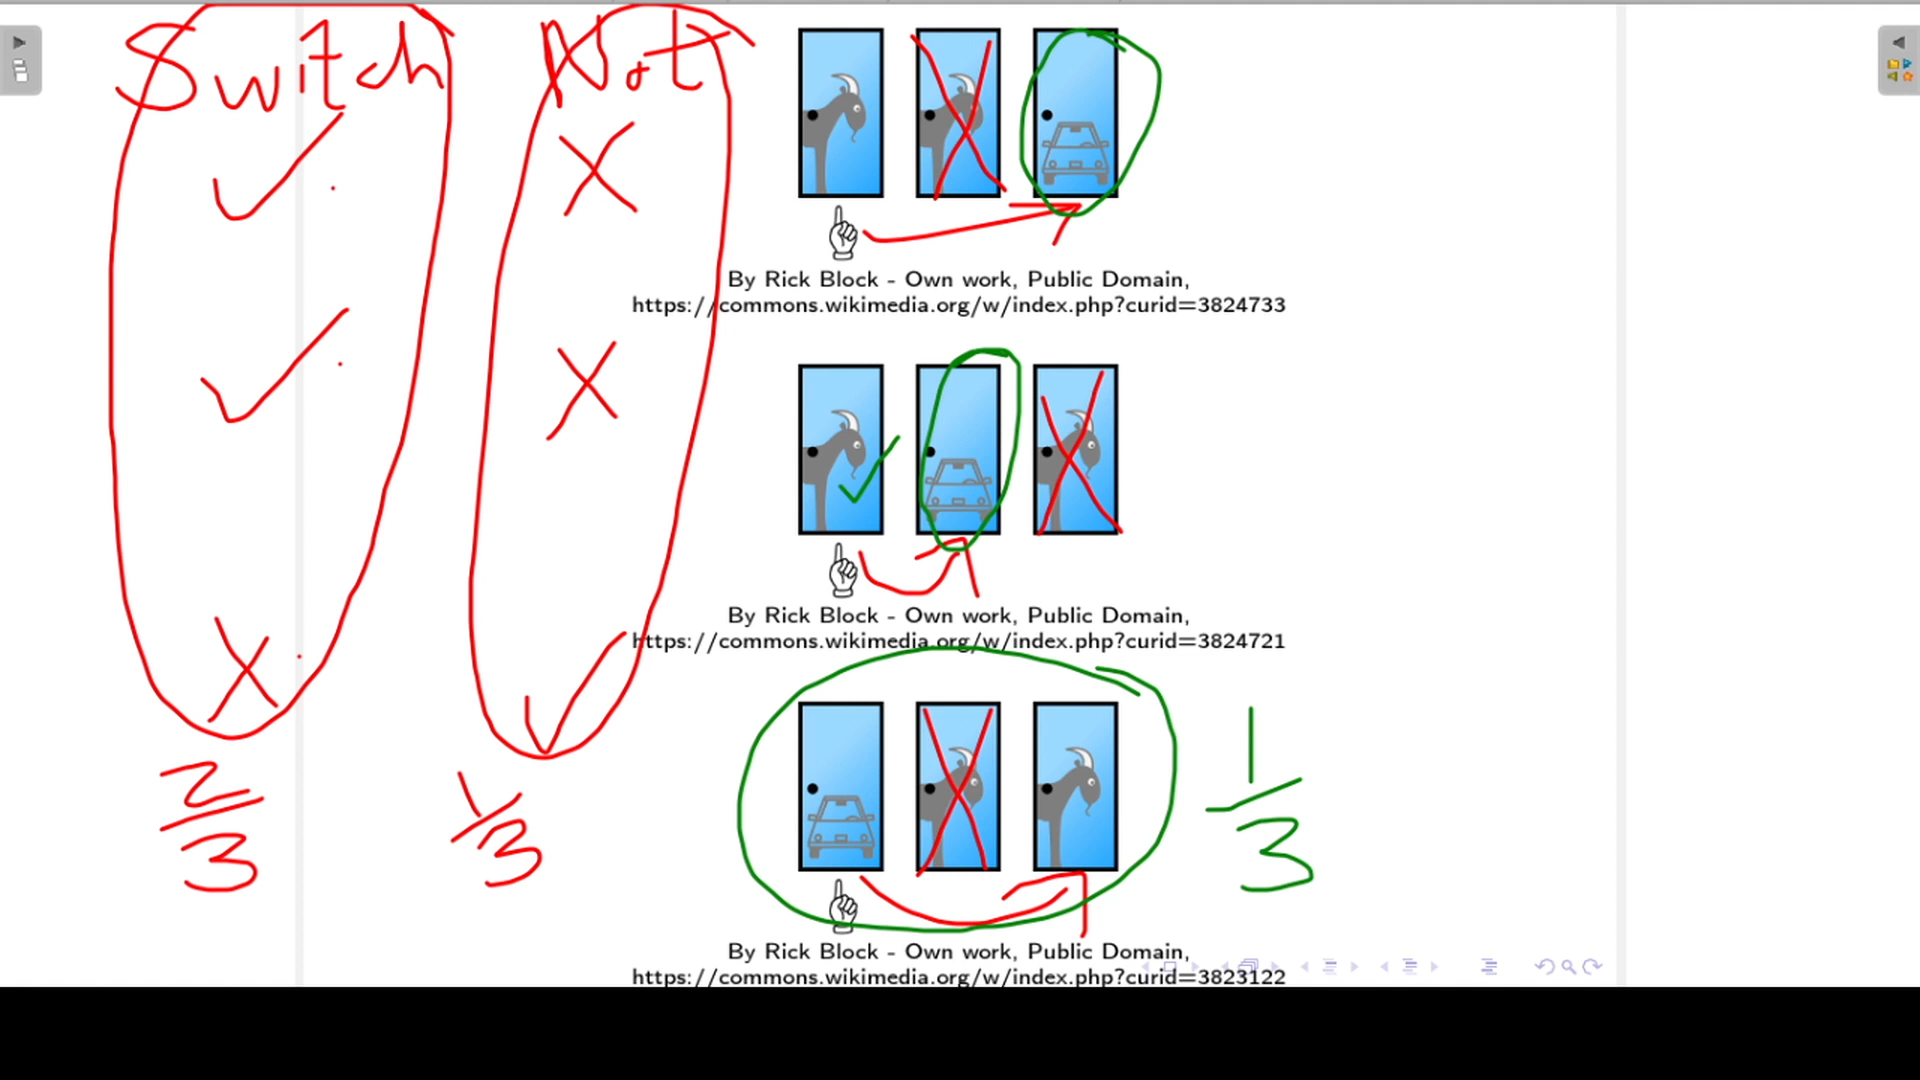 Switch Not
By Rick Block - Own work, Public Domain,
https://commons.wikimedia.org/w/index.php?curid=3824733
By Rick Block - Own work, Public Domain,
https://commons.wikimedia.org/w/index.php?curid=3824721
2/3 1/3 1/3
By Rick Block - Own work, Public Domain,
https://commons.wikimedia.org/w/index.php?curid=3823122